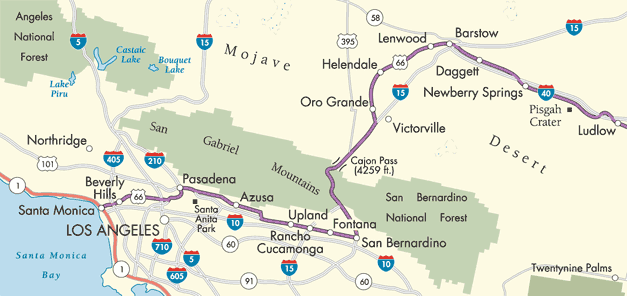 Angeles
National
Forest
5
Castaic
Lake
Bouquet
Lake
Lake
Piru
15
Mojave
58
395
Lenwood
66
Barstow
15
Helendale
Daggett
15
Newberry Springs
40
Oro Grande
Pisgah
Crater
Victorville
Ludlow
Desert
San
Gabriel
Mountains
Northridge
101
405
210
Cajon Pass
(4259 ft.)
1
Beverly
Hills
66
Pasadena
Azusa
San Bernardino
National Forest
Santa Monica
Santa
Anita
Park
10
Upland
Fontana
LOS ANGELES
Rancho
Cucamonga
San Bernardino
60
710
5
10
Santa Monica
Bay
1
605
91
15
60
Twentynine Palms